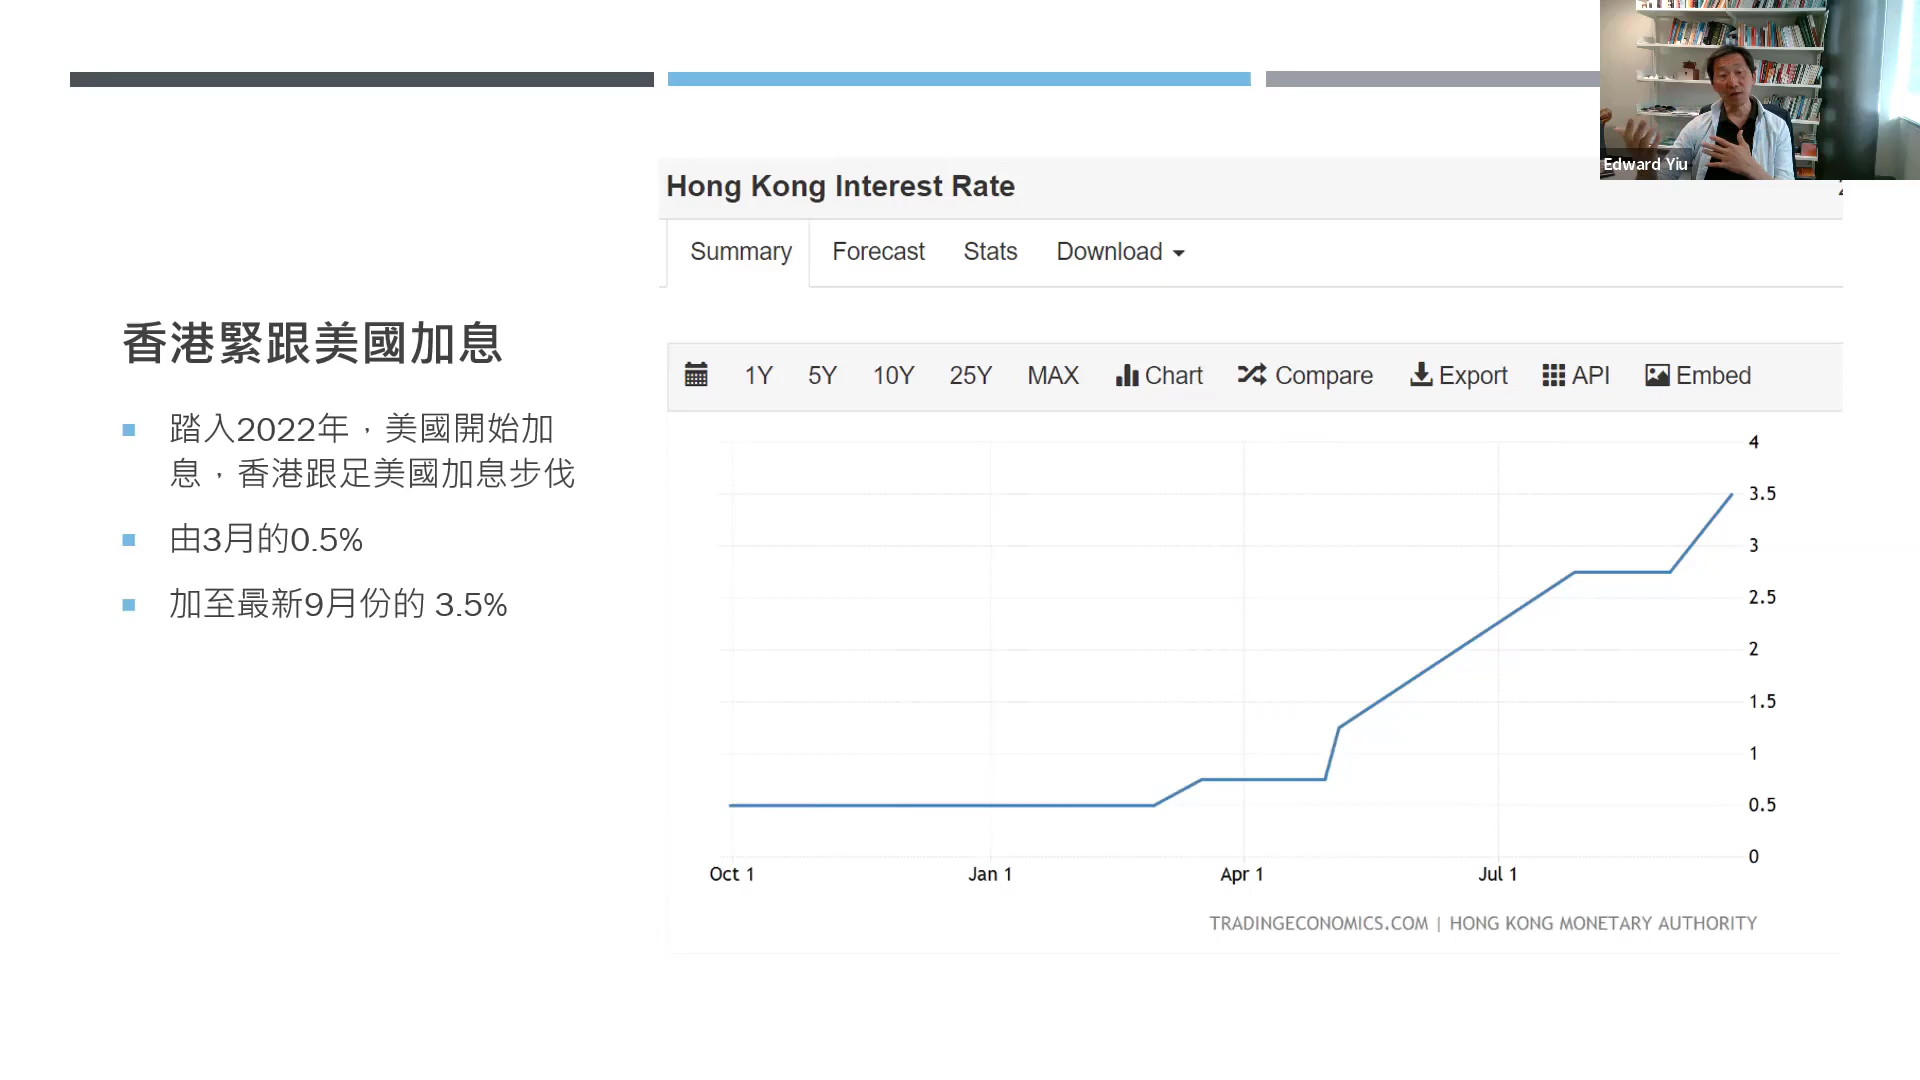 Edward Yiu
Hong Kong Interest Rate
Summary Forecast Stats Download
香港緊跟美國加息
1Y 5Y 10Y 25Y MAX Chart Compare Export API Embed
踏入2022年，美國開始加
息，香港跟足美國加息步伐
由3月的0.5%
加至最新9月份的 3.5%
4
3.5
3
2.5
2
1.5
1
0.5
0
Oct 1 Jan 1 Apr 1 Jul 1
TRADINGECONOMICS.COM | HONG KONG MONETARY AUTHORITY